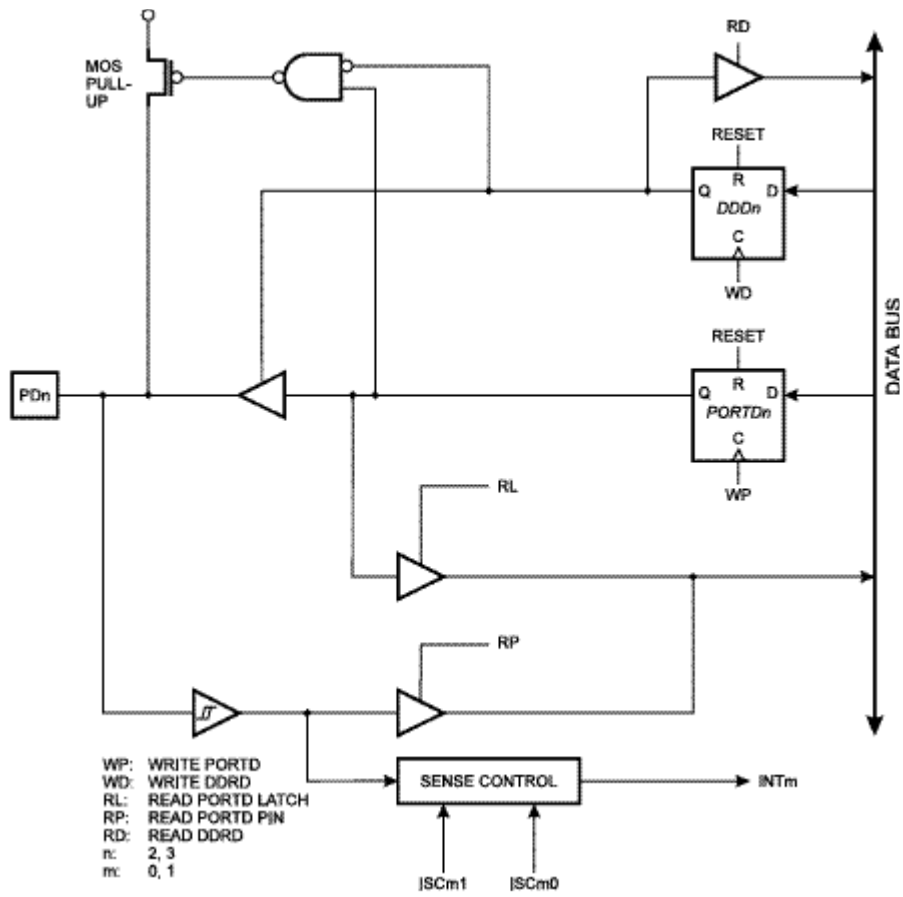 RD
MOS
PULL-
UP
RESET
R
Q
D
DDDn
C
WD
DATA BUS
RESET
PDn
R
Q
D
PORTDn
C
WP
RL
RP
WP: WRITE PORTD
WD: WRITE DDRD
RL: READ PORTD LATCH
RP: READ PORTD PIN
RD: READ DDRD
n: 2, 3
m: 0, 1
SENSE CONTROL
INTm
ISCm1
ISCm0